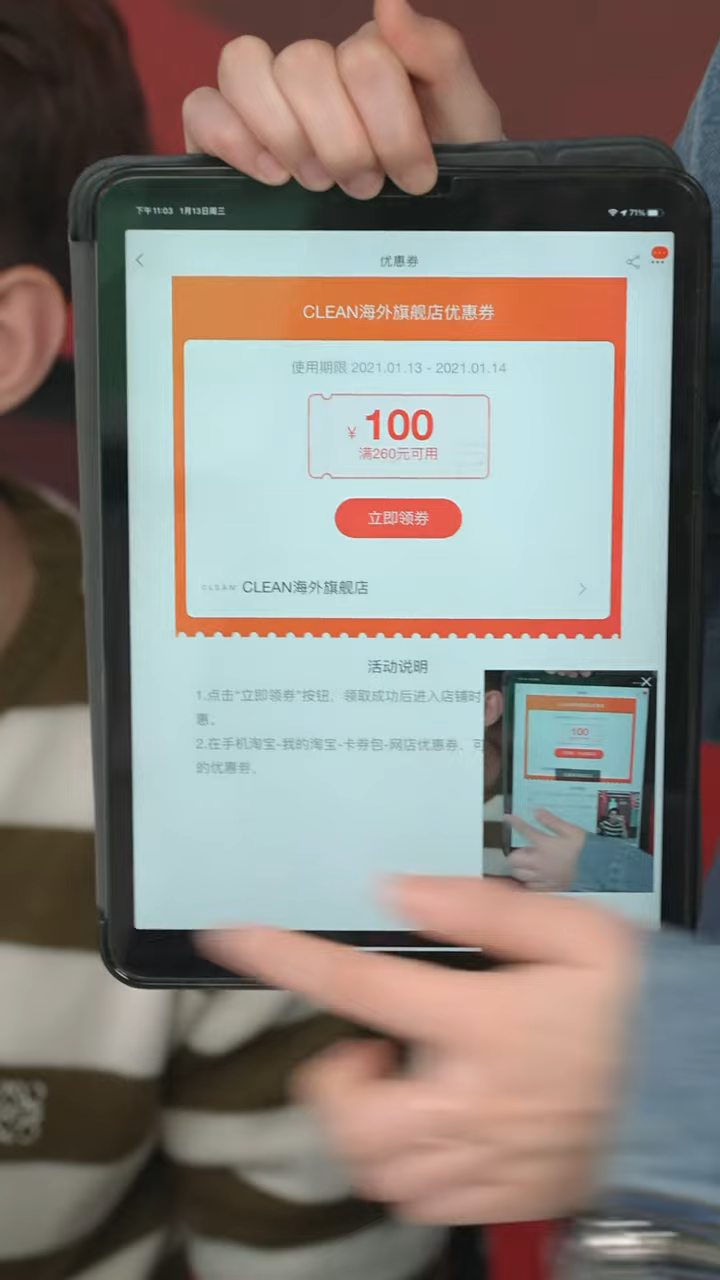 下午11:03 1月13日周三
71%
优惠券
CLEAN海外旗舰店优惠券
使用期限 2021.01.13 - 2021.01.14
¥ 100
满260元可用
立即领券
CLEAN CLEAN海外旗舰店
活动说明
1.点击“立即领券”按钮、领取成功后进入店铺时
惠。
2.在手机淘宝-我的淘宝-卡券包-网店优惠券、可
的优惠券。
100